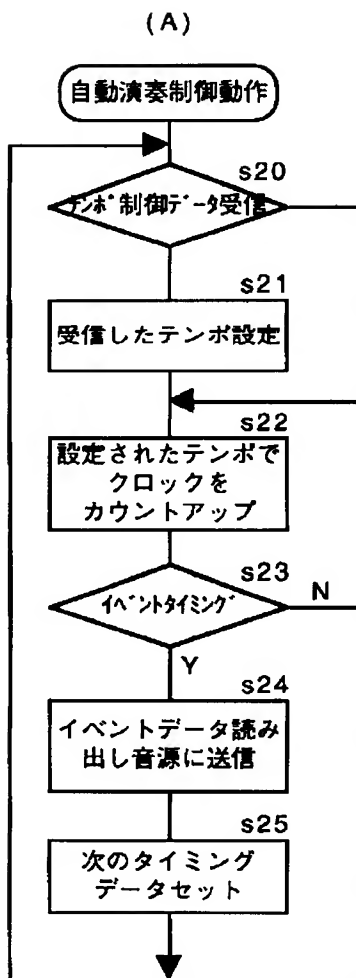 (A)
自動演奏制御動作
s20
テンポ制御データ受信
s21
受信したテンポ設定
s22
設定されたテンポで
クロックを
カウントアップ
s23
イベントタイミング
N
Y
s24
イベントデータ読み
出し音源に送信
s25
次のタイミング
データセット